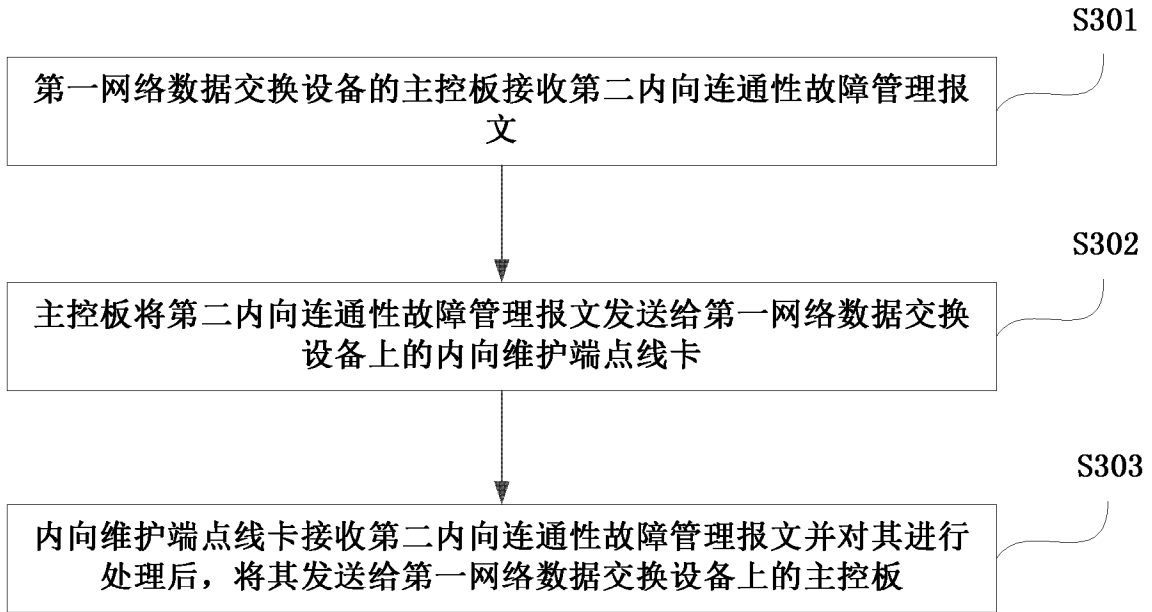 S301
第一网络数据交换设备的主控板接收第二内向连通性故障管理报
文
S302
主控板将第二内向连通性故障管理报文发送给第一网络数据交换
设备上的内向维护端点线卡
S303
内向维护端点线卡接收第二内向连通性故障管理报文并对其进行
处理后，将其发送给第一网络数据交换设备上的主控板